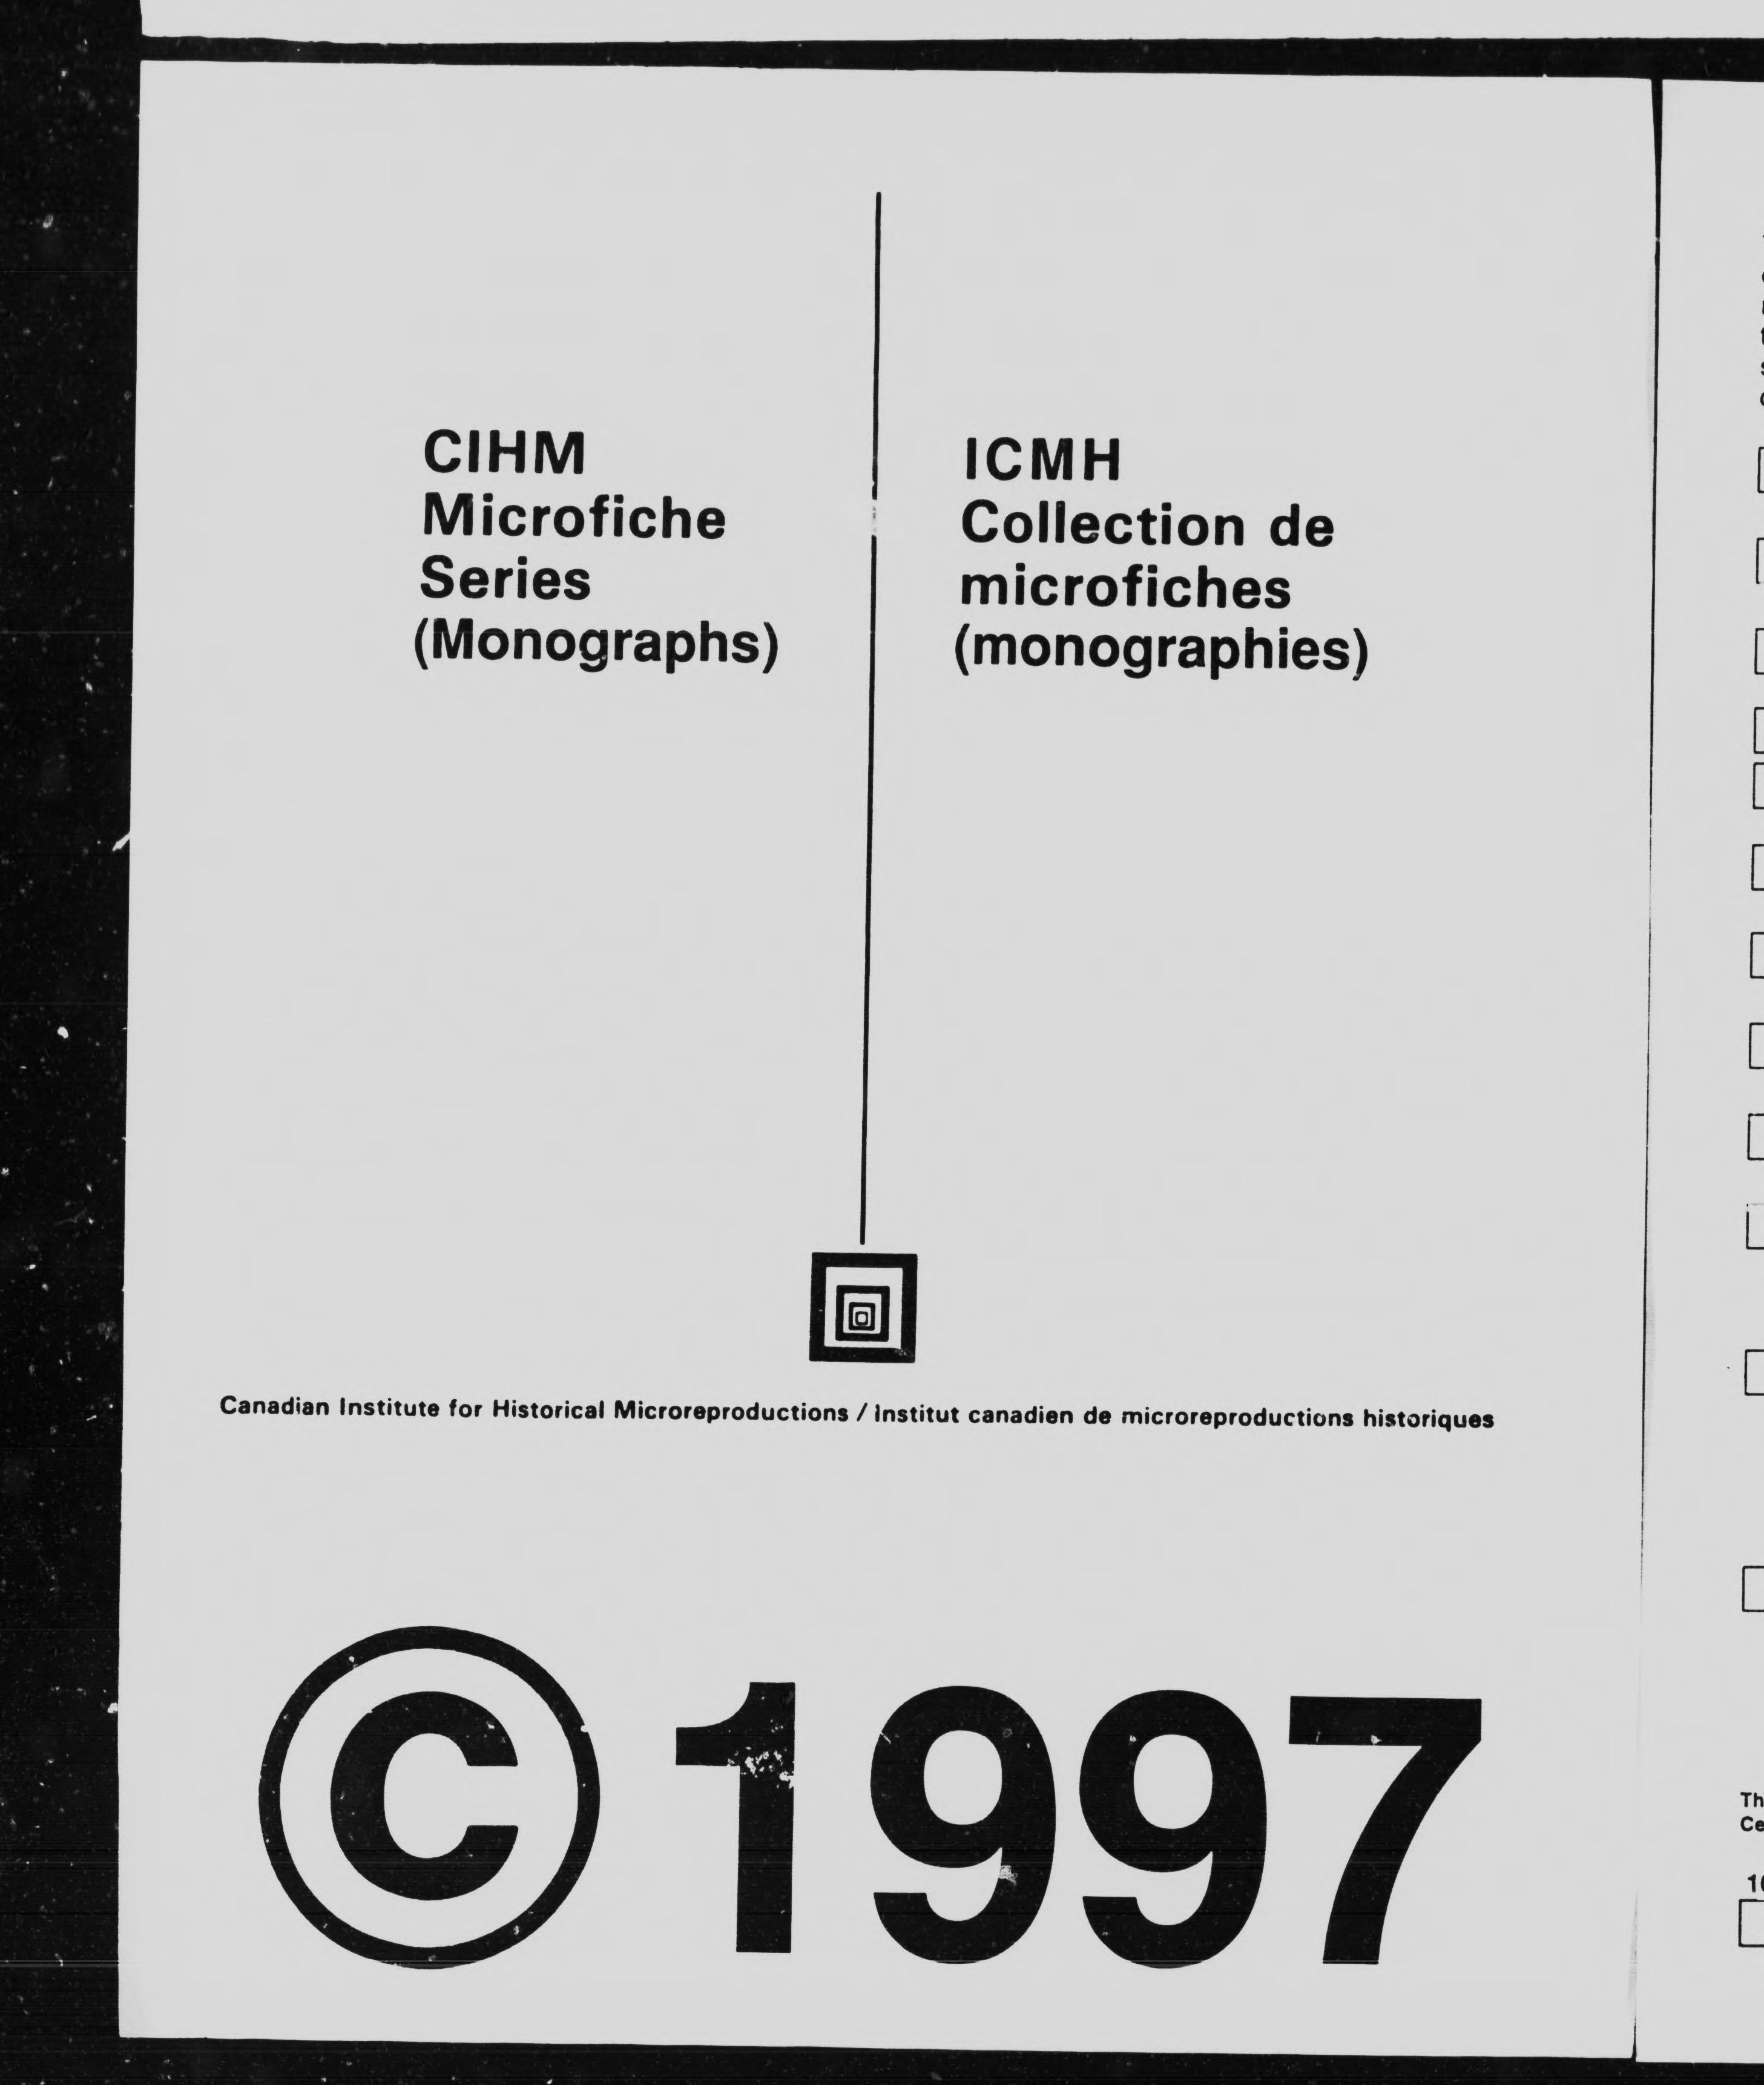 CIHM
Microfiche
Series
(Monographs)
ICMH
Collection de
microfiches
(monographies)
Canadian Institute for Historical Microreproductions / Institut canadien de microreproductions historiques
© 1997